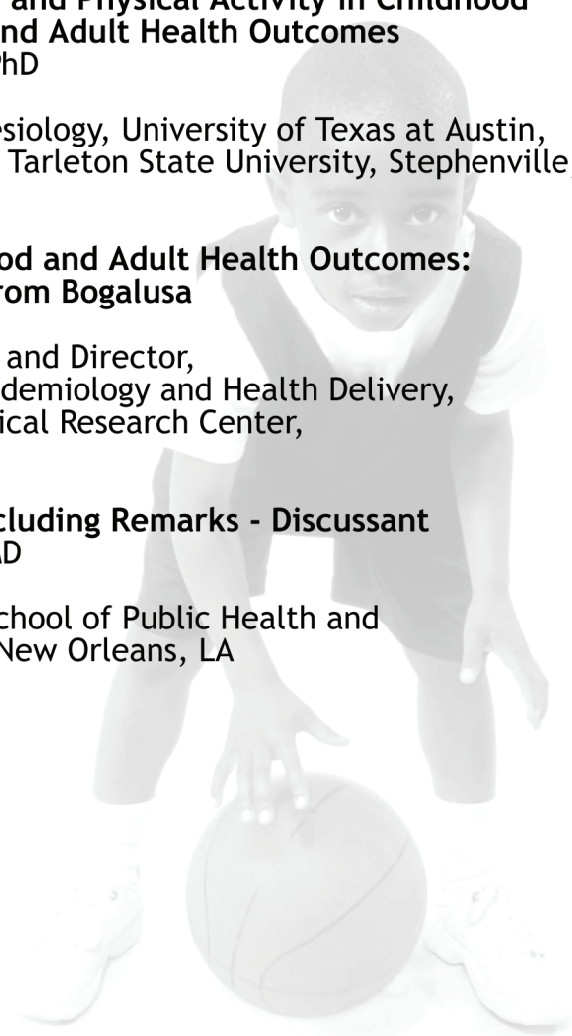 and Physical Activity in Childhood
nd Adult Health Outcomes
PhD
esiology, University of Texas at Austin,
Tarleton State University, Stephenville,
od and Adult Health Outcomes:
rom Bogalusa
and Director,
demiology and Health Delivery,
ical Research Center,
cluding Remarks - Discussant
AD
chool of Public Health and
New Orleans, LA